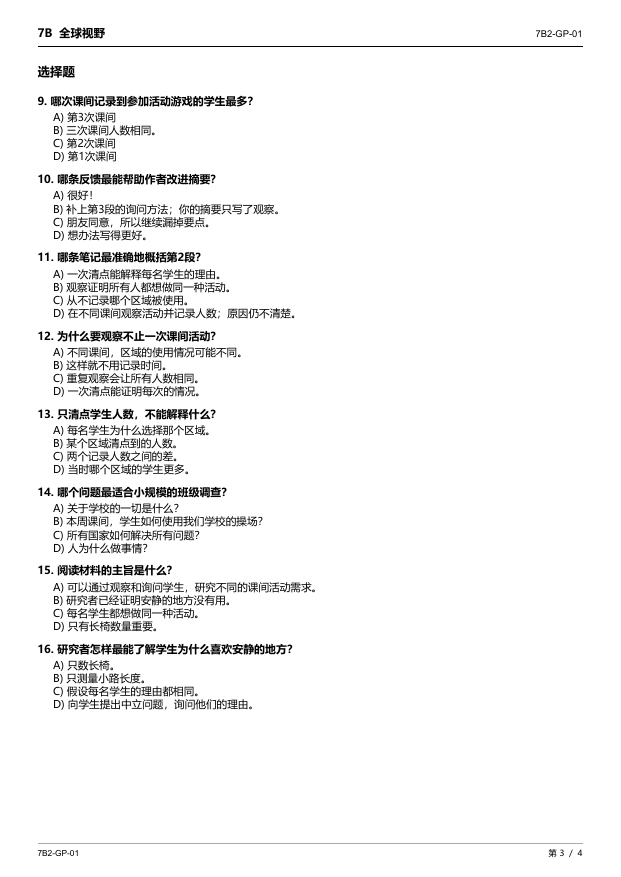 7B 全球视野
7B2-GP-01
选择题
9. 哪次课间记录到参加活动游戏的学生最多？
A) 第3次课间
B) 三次课间人数相同。
C) 第2次课间
D) 第1次课间
10. 哪条反馈最能帮助作者改进摘要？
A) 很好！
B) 补上第3段的询问方法；你的摘要只写了观察。
C) 朋友同意，所以继续漏掉要点。
D) 想办法写得更好。
11. 哪条笔记最准确地概括第2段？
A) 一次清点能解释每名学生的理由。
B) 观察证明所有人都想做同一种活动。
C) 从不记录哪个区域被使用。
D) 在不同课间观察活动并记录人数；原因仍不清楚。
12. 为什么要观察不止一次课间活动？
A) 不同课间，区域的使用情况可能不同。
B) 这样就不用记录时间。
C) 重复观察会让所有人数相同。
D) 一次清点能证明每次的情况。
13. 只清点学生人数，不能解释什么？
A) 每名学生为什么选择那个区域。
B) 某个区域清点到的人数。
C) 两个记录人数之间的差。
D) 当时哪个区域的学生更多。
14. 哪个问题最适合小规模的班级调查？
A) 关于学校的一切是什么？
B) 本周课间，学生如何使用我们学校的操场？
C) 所有国家如何解决所有问题？
D) 人为什么做事情？
15. 阅读材料的主旨是什么？
A) 可以通过观察和询问学生，研究不同的课间活动需求。
B) 研究者已经证明安静的地方没有用。
C) 每名学生都想做同一种活动。
D) 只有长椅数量重要。
16. 研究者怎样最能了解学生为什么喜欢安静的地方？
A) 只数长椅。
B) 只测量小路长度。
C) 假设每名学生的理由都相同。
D) 向学生提出中立问题，询问他们的理由。
7B2-GP-01
第 3 / 4